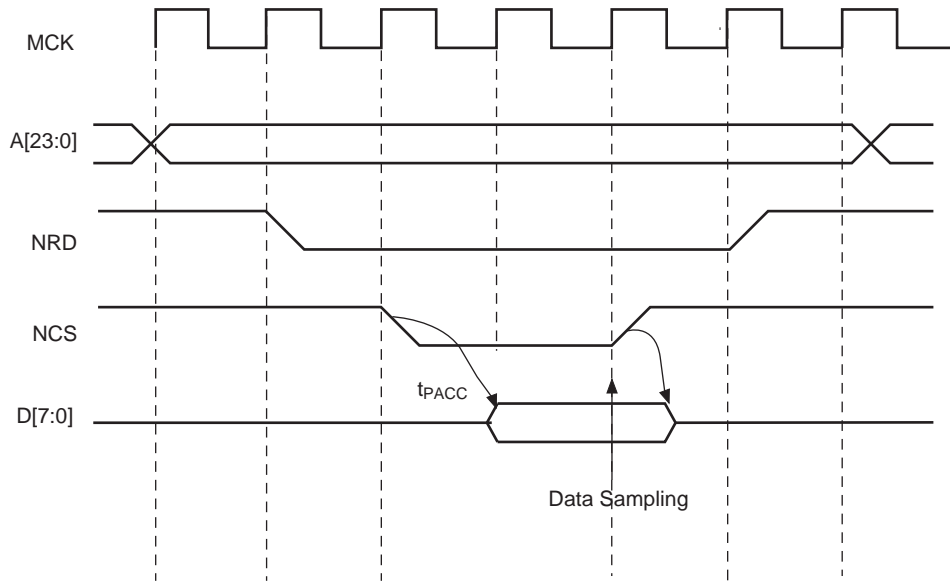 MCK
A[23:0]
NRD
NCS
tPACC
D[7:0]
Data Sampling